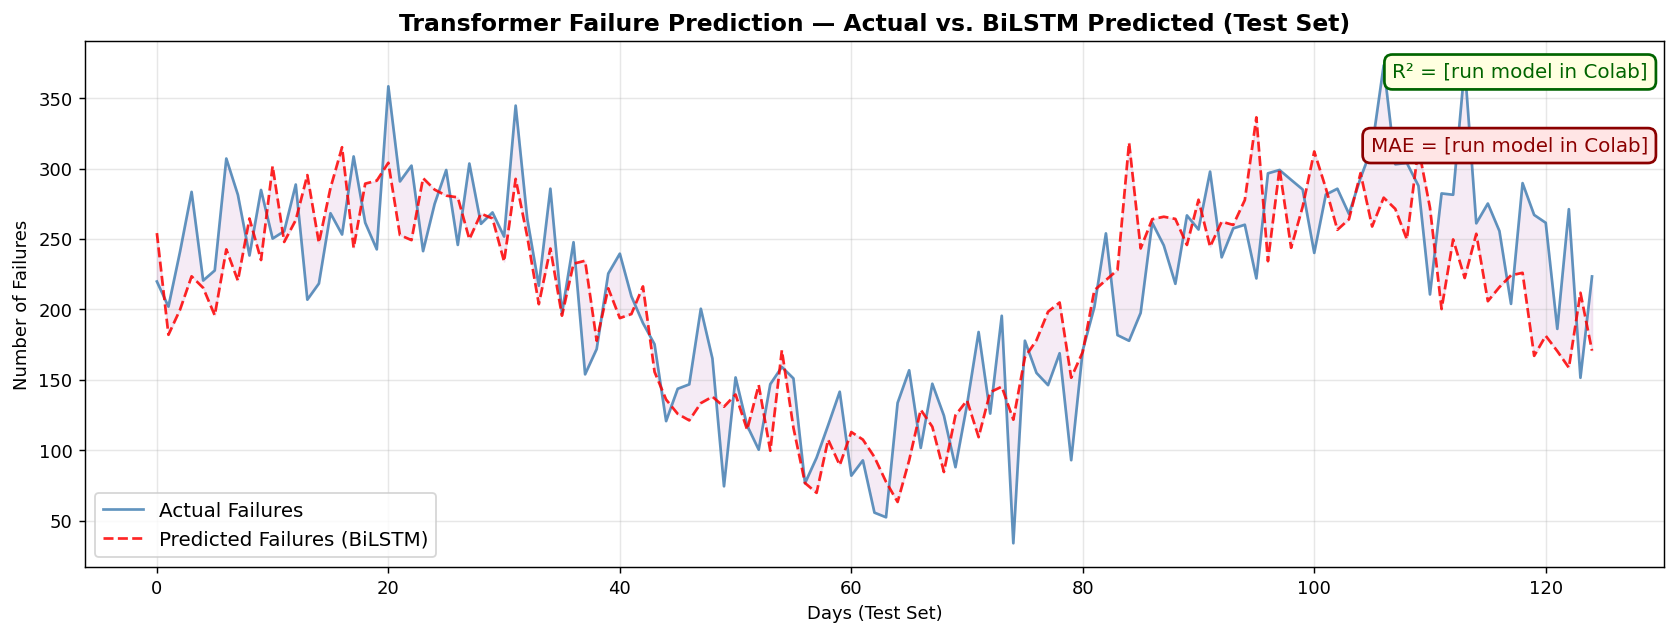 Transformer Failure Prediction — Actual vs. BiLSTM Predicted (Test Set)
R² = [run model in Colab]
MAE = [run model in Colab]
Number of Failures
350
300
250
200
150
100
50
Actual Failures
Predicted Failures (BiLSTM)
0 20 40 60 80 100 120
Days (Test Set)